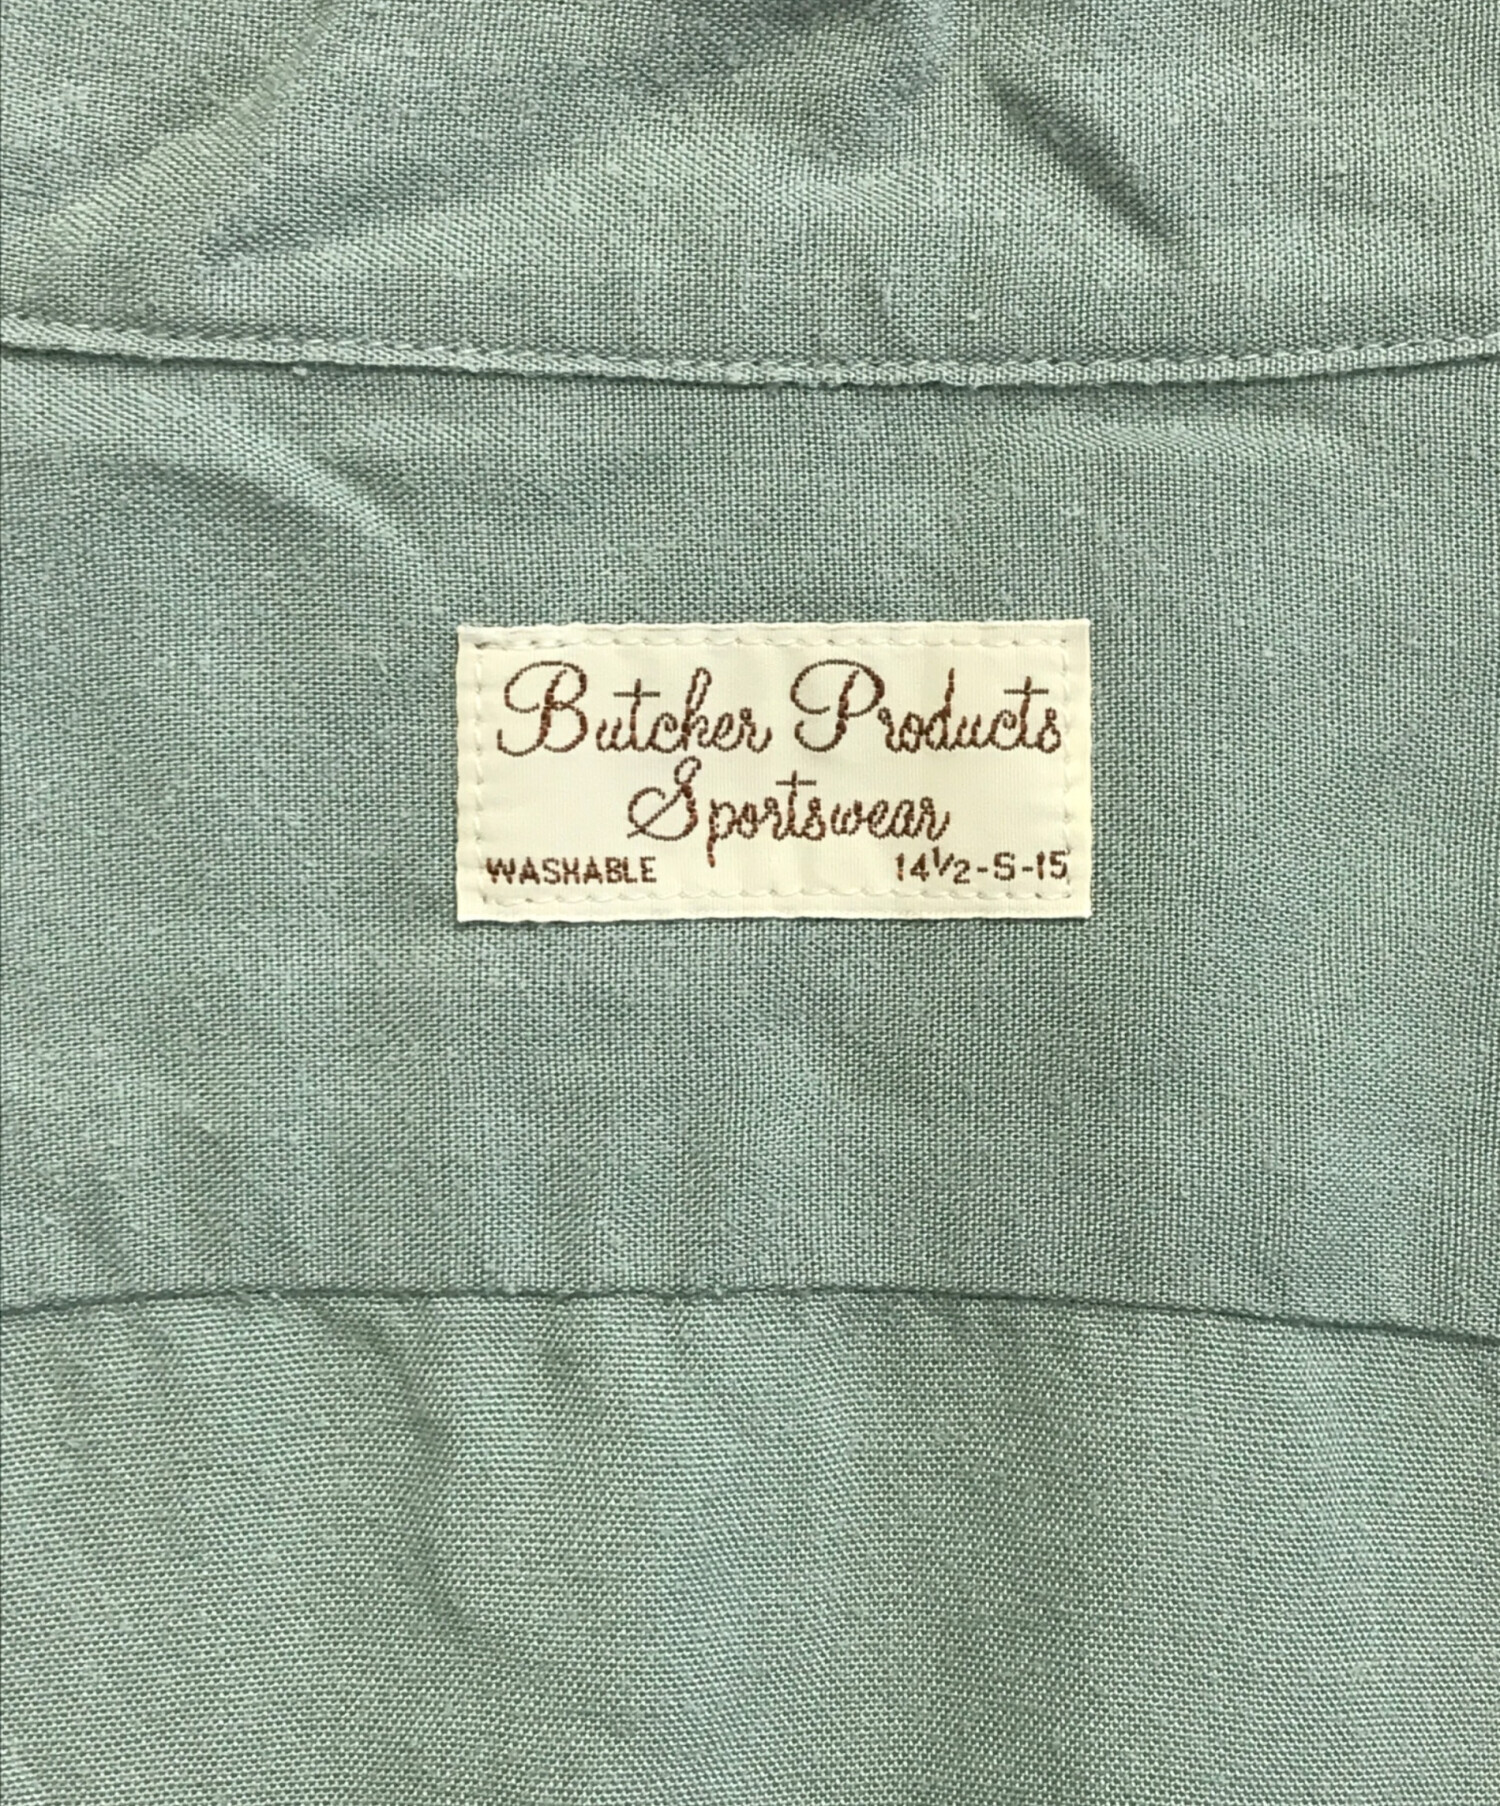 Butcher Products
Sportswear
WASHABLE 14½-S-15